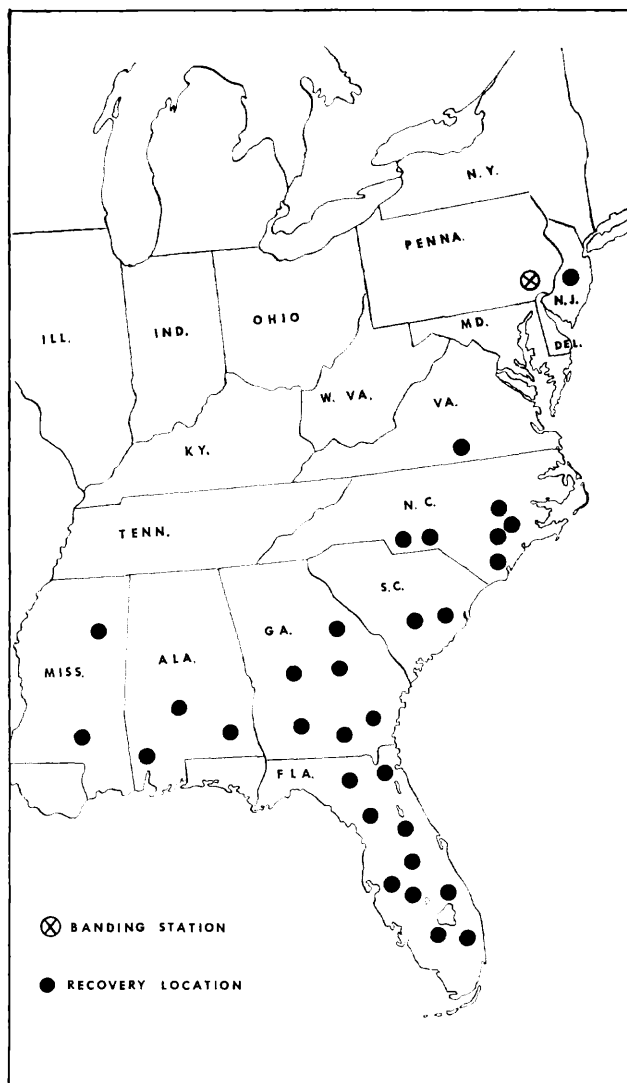 N.Y.
PENNA.
N.J.
OHIO
MD.
IND.
ILL.
DEL.
W. VA.
VA.
KY.
N. C.
TENN.
S.C.
GA.
ALA.
MISS.
FLA.
BANDING STATION
RECOVERY LOCATION